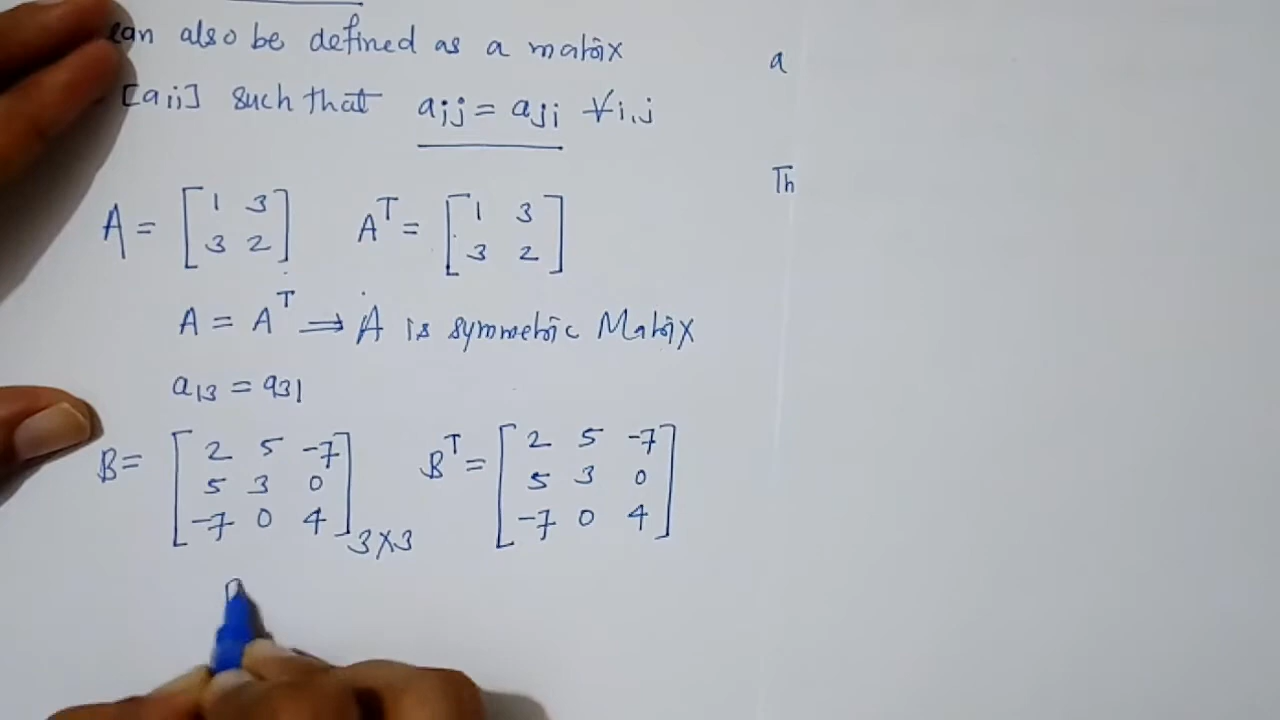 can also be defined as a matrix
[aij] such that aij = aji ∀i,j
A = [1 3
3 2] A^T = [1 3
3 2]
A = A^T ⇒ A is symmetric Matrix
a13 = a31
B = [2 5 -7
5 3 0
-7 0 4]3×3 B^T = [2 5 -7
5 3 0
-7 0 4]
a
Th